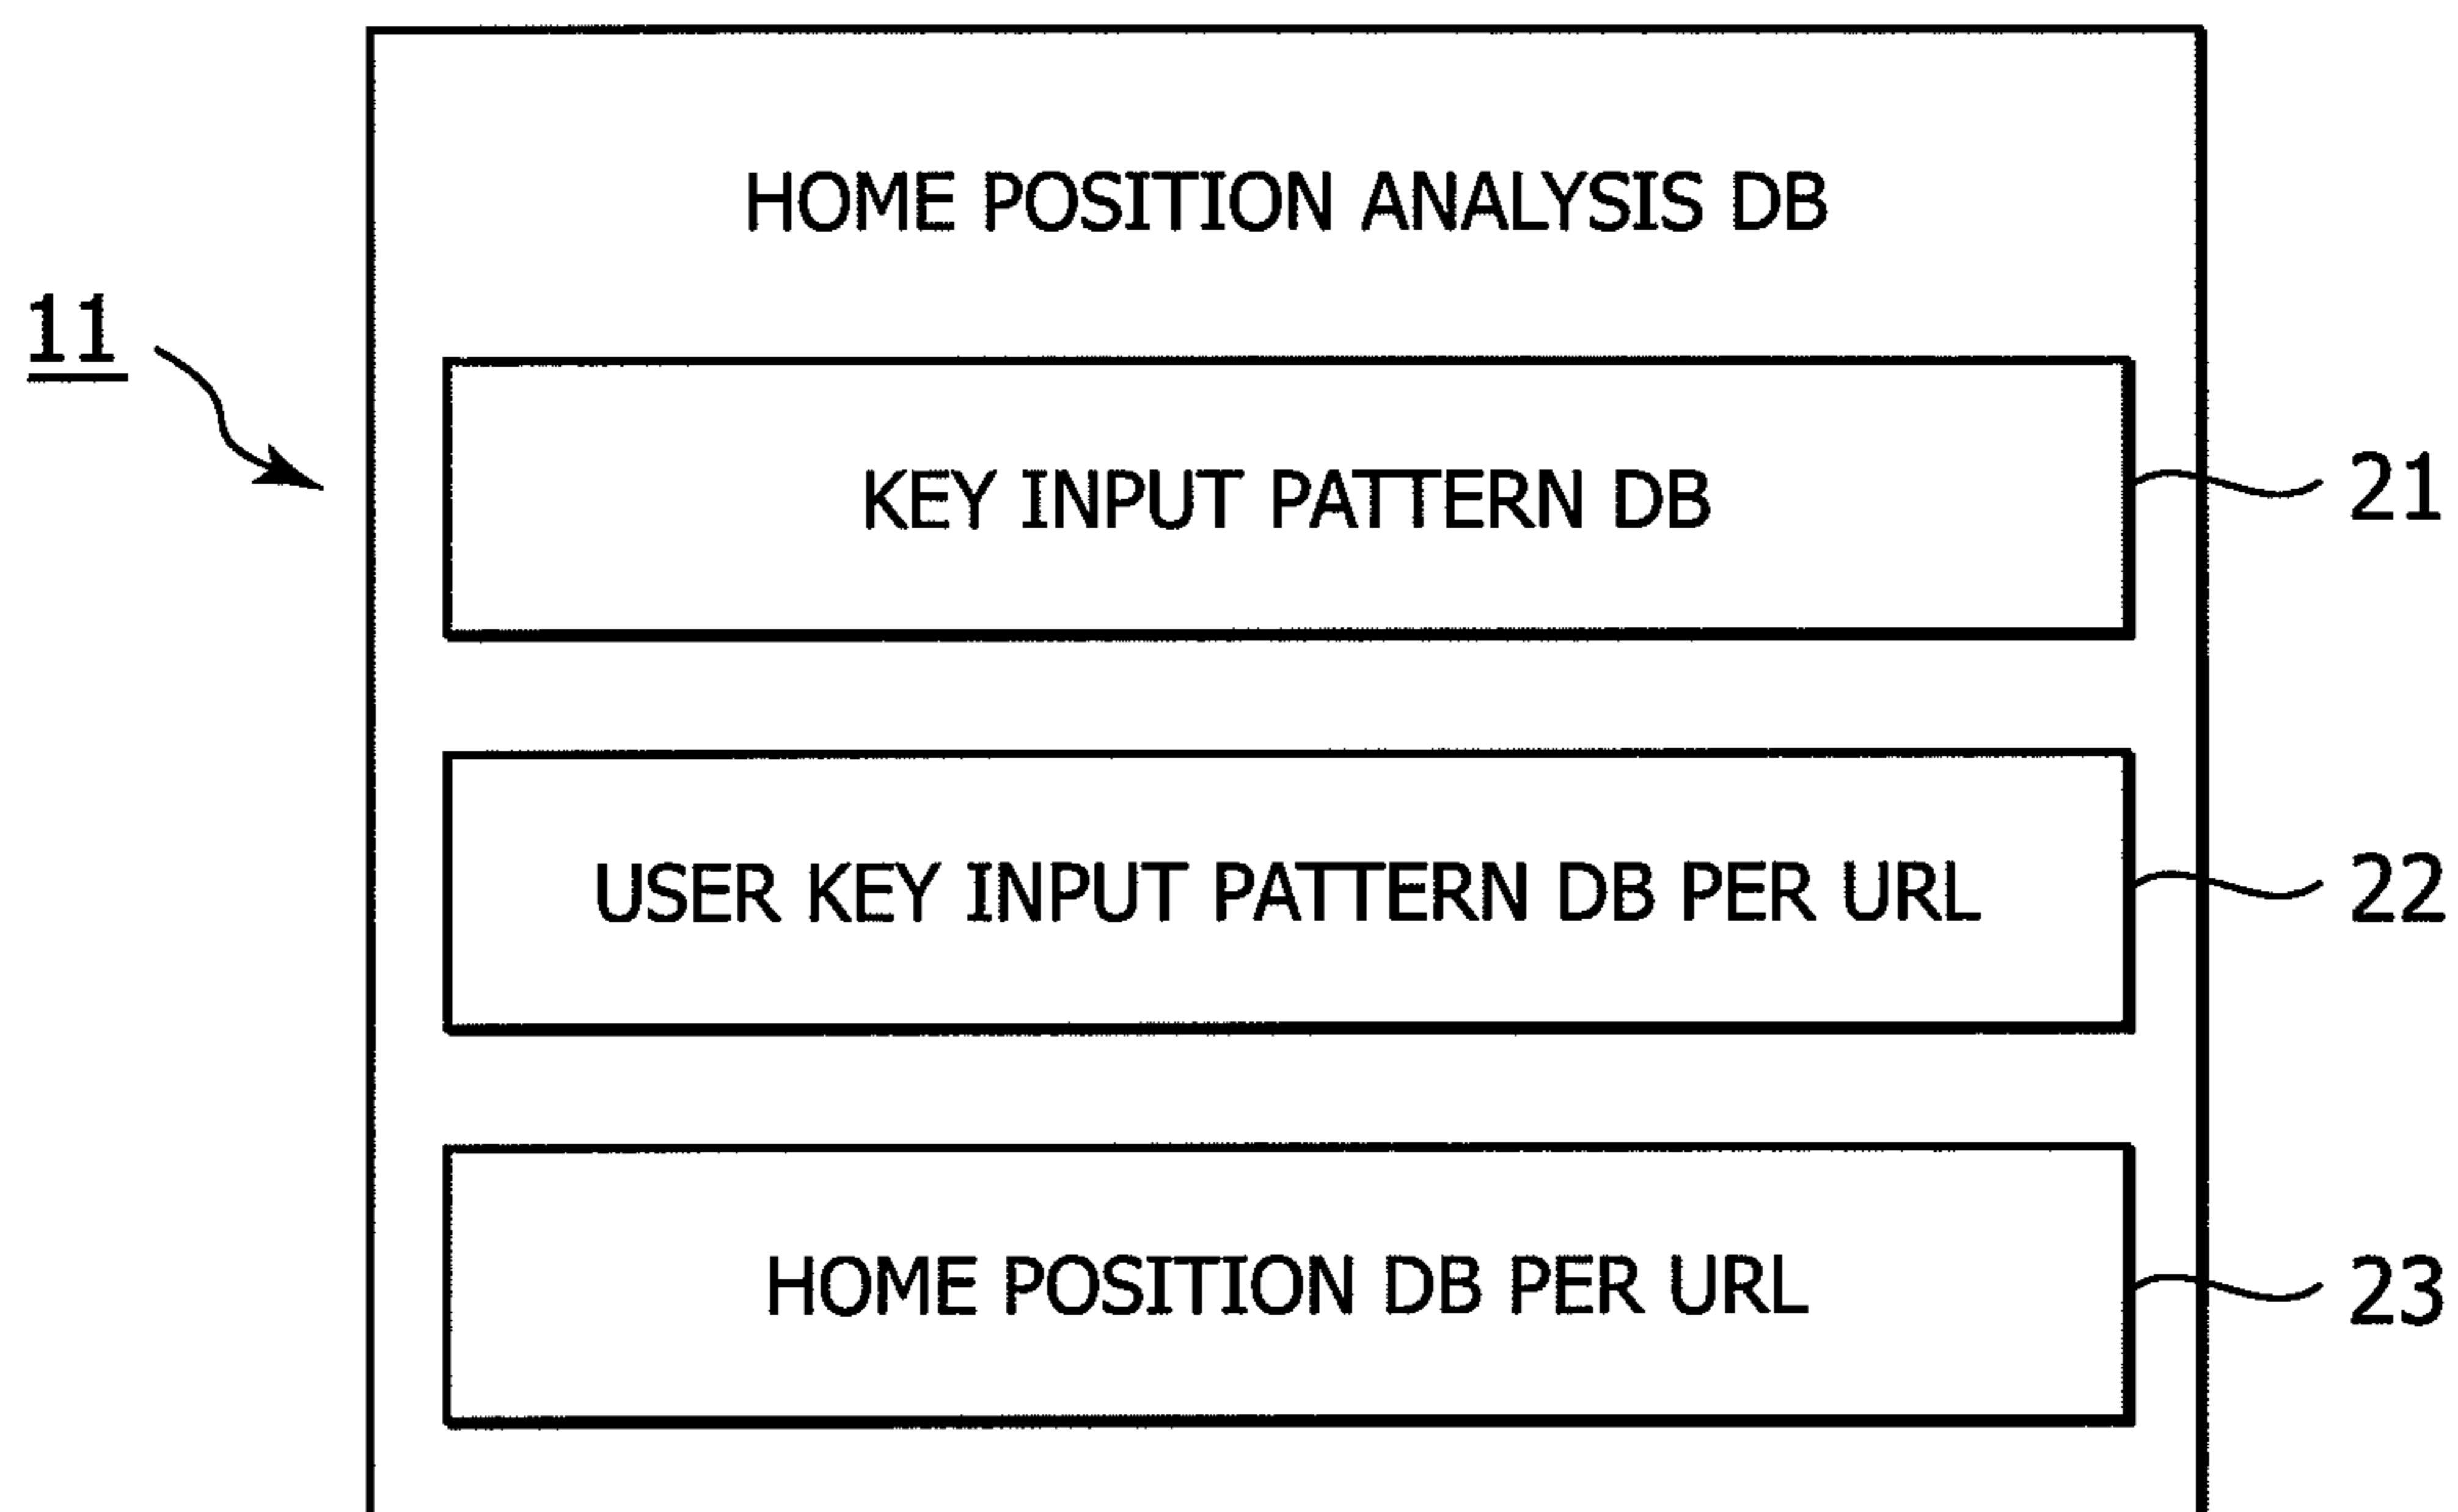 HOME POSITION ANALYSIS DB
11
KEY INPUT PATTERN DB
21
USER KEY INPUT PATTERN DB PER URL
22
HOME POSITION DB PER URL
23